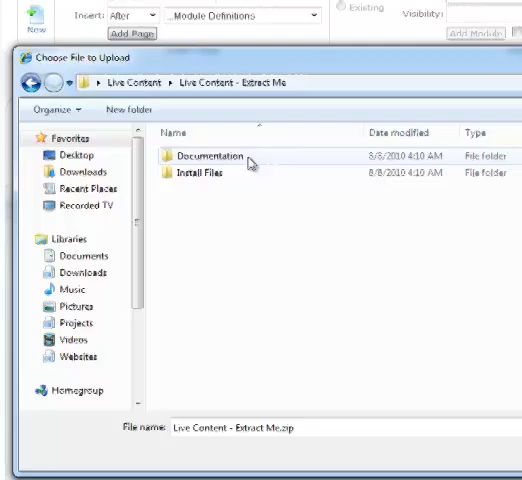 Insert: After ...Module Definitions Existing Visibility:
New Add Page Add Module
Choose File to Upload
Live Content Live Content - Extract Me
Organize New folder
Favorites Name Date modified Type
Desktop Documentation 8/8/2010 4:10 AM File folder
Downloads Install Files 8/8/2010 4:10 AM File folder
Recent Places
Recorded TV
Libraries
Documents
Downloads
Music
Pictures
Projects
Videos
Websites
Homegroup
File name: Live Content - Extract Me.zip